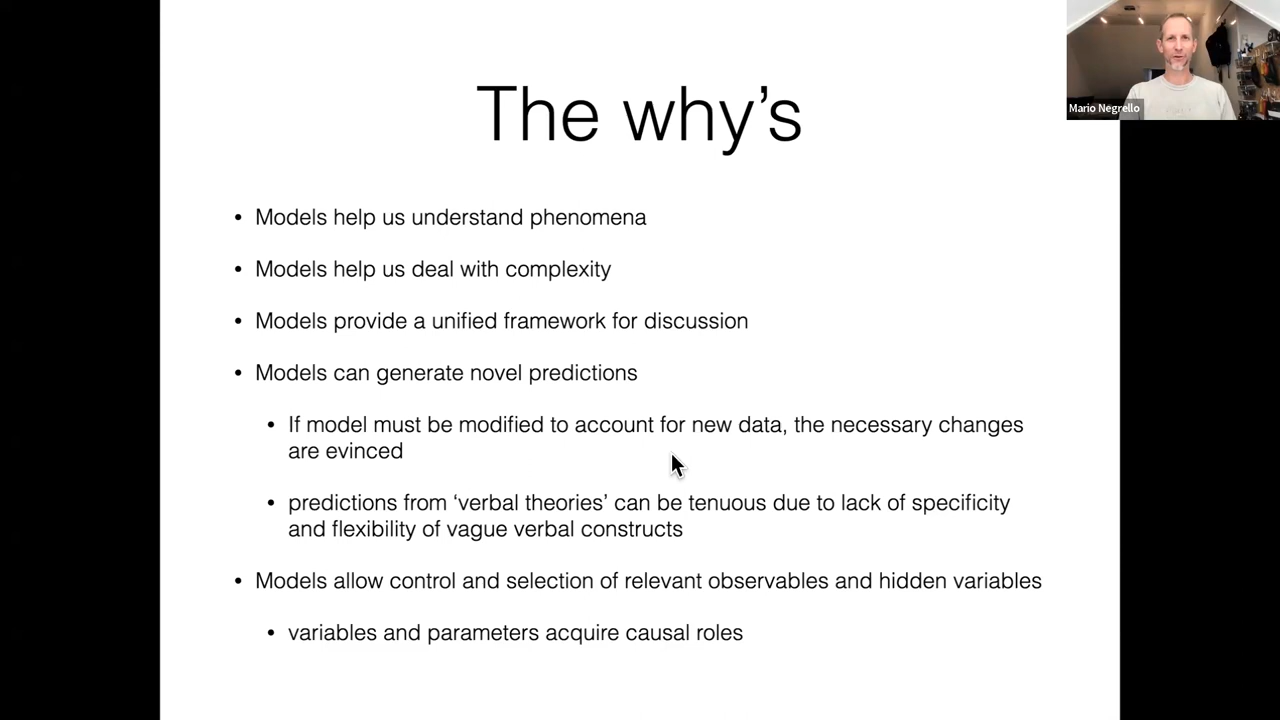 The why’s
Mario Negrello
• Models help us understand phenomena
• Models help us deal with complexity
• Models provide a unified framework for discussion
• Models can generate novel predictions
• If model must be modified to account for new data, the necessary changes
are evinced
• predictions from ‘verbal theories’ can be tenuous due to lack of specificity
and flexibility of vague verbal constructs
• Models allow control and selection of relevant observables and hidden variables
• variables and parameters acquire causal roles